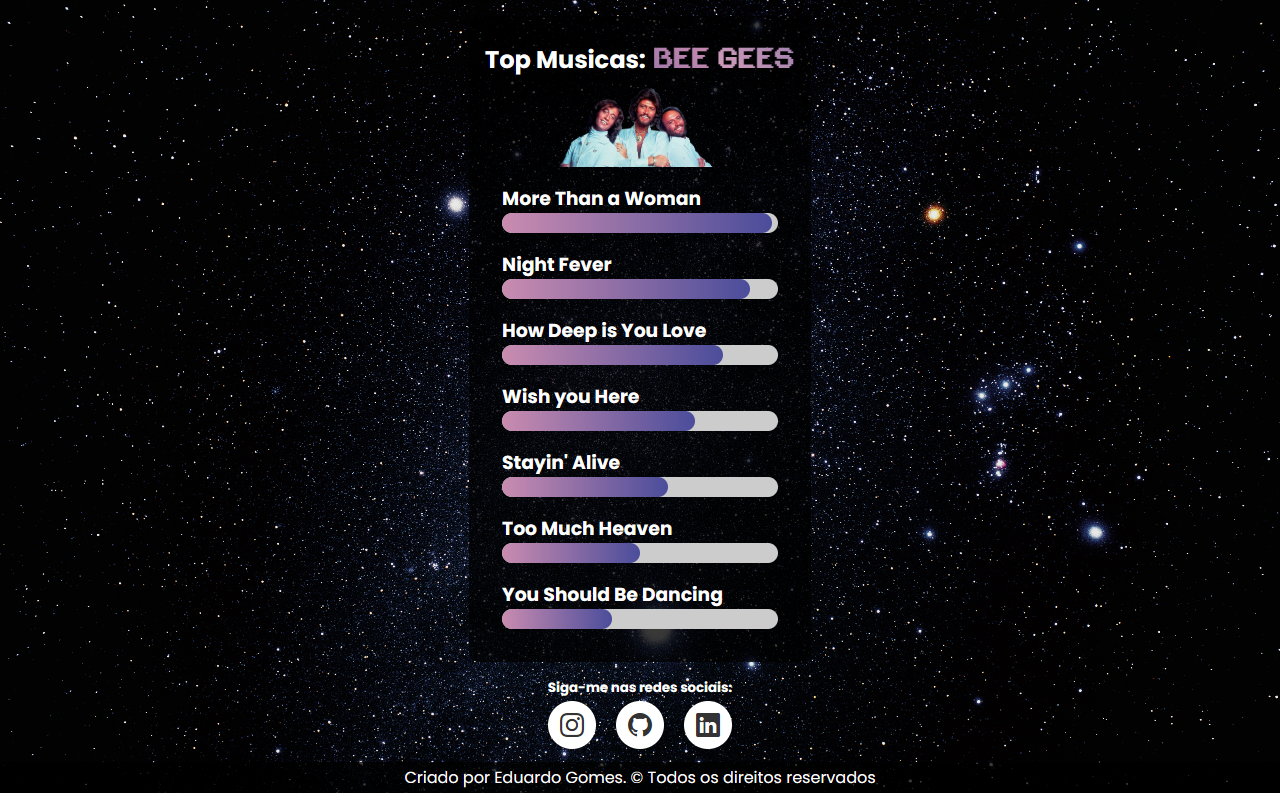 Top Musicas: BEE GEES
More Than a Woman
Night Fever
How Deep is You Love
Wish you Here
Stayin' Alive
Too Much Heaven
You Should Be Dancing
Siga-me nas redes sociais:
in
Criado por Eduardo Gomes. © Todos os direitos reservados